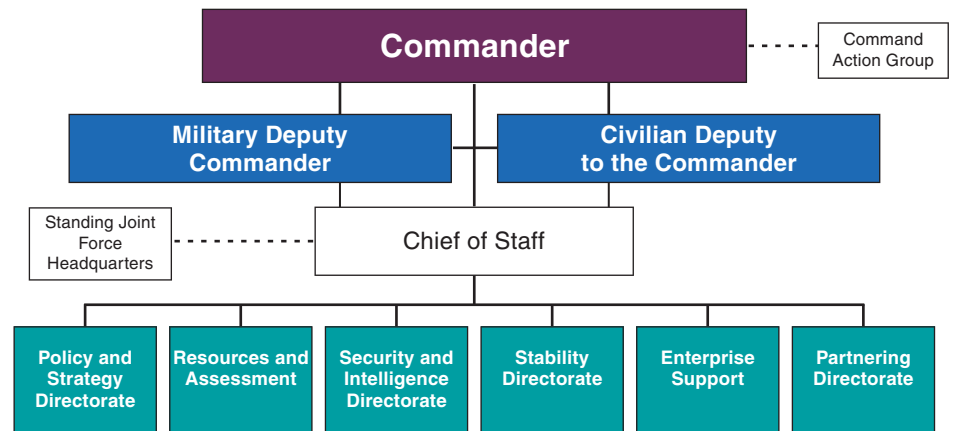 Commander
Command
Action Group
Military Deputy
Commander
Civilian Deputy
to the Commander
Standing Joint
Force
Headquarters
Chief of Staff
Policy and
Strategy
Directorate
Resources and
Assessment
Security and
Intelligence
Directorate
Stability
Directorate
Enterprise
Support
Partnering
Directorate